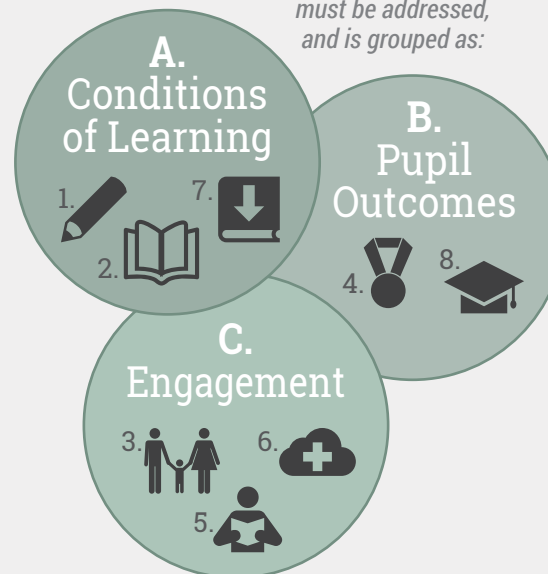 must be addressed,
and is grouped as:
A.
Conditions
of Learning
1.
7.
2.
B.
Pupil
Outcomes
4.
8.
C.
Engagement
3.
6.
5.